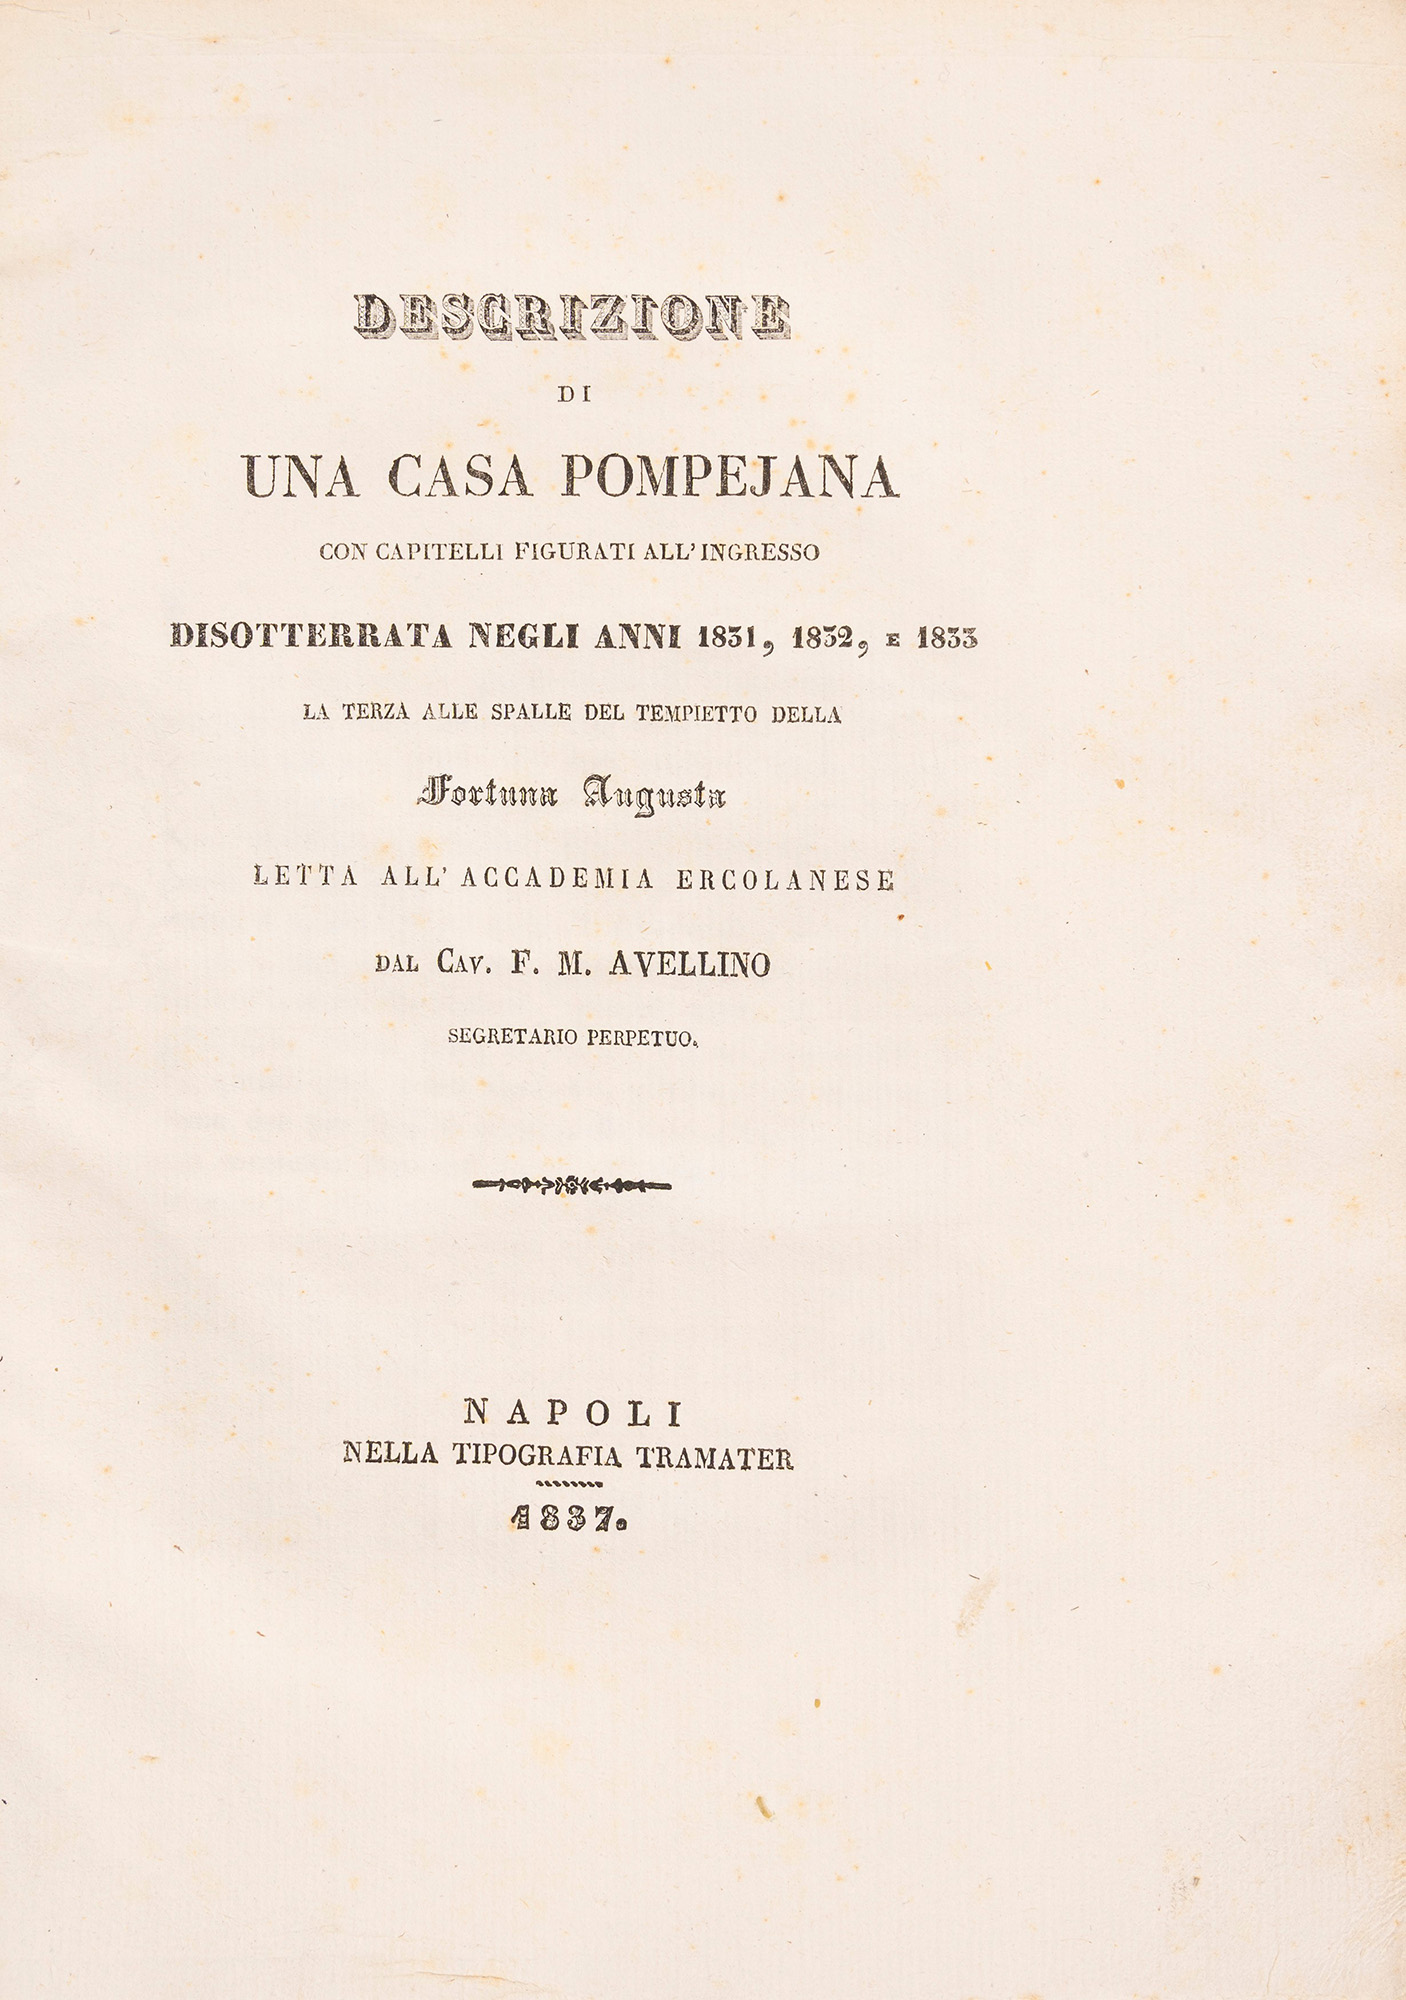 DESCRIZIONE
DI
UNA CASA POMPEJANA
CON CAPITELLI FIGURATI ALL' INGRESSO
DISOTTERRATA NEGLI ANNI 1831, 1832, E 1833
LA TERZA ALLE SPALLE DEL TEMPIETTO DELLA
Fortuna Augusta
LETTA ALL' ACCADEMIA ERCOLANESE
DAL CAV. F. M. AVELLINO
SEGRETARIO PERPETUO.
NAPOLI
NELLA TIPOGRAFIA TRAMATER
1837.